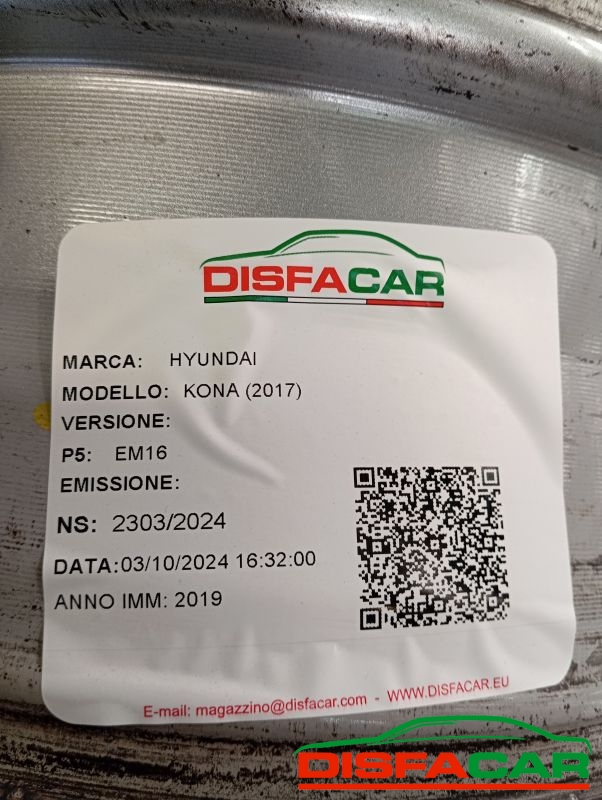 DISFACAR
MARCA: HYUNDAI
MODELLO: KONA (2017)
VERSIONE:
P5: EM16
EMISSIONE:
NS: 2303/2024
DATA:03/10/2024 16:32:00
ANNO IMM: 2019
E-mail: magazzino@disfacar.com - WWW.DISFACAR.EU
DISFACAR